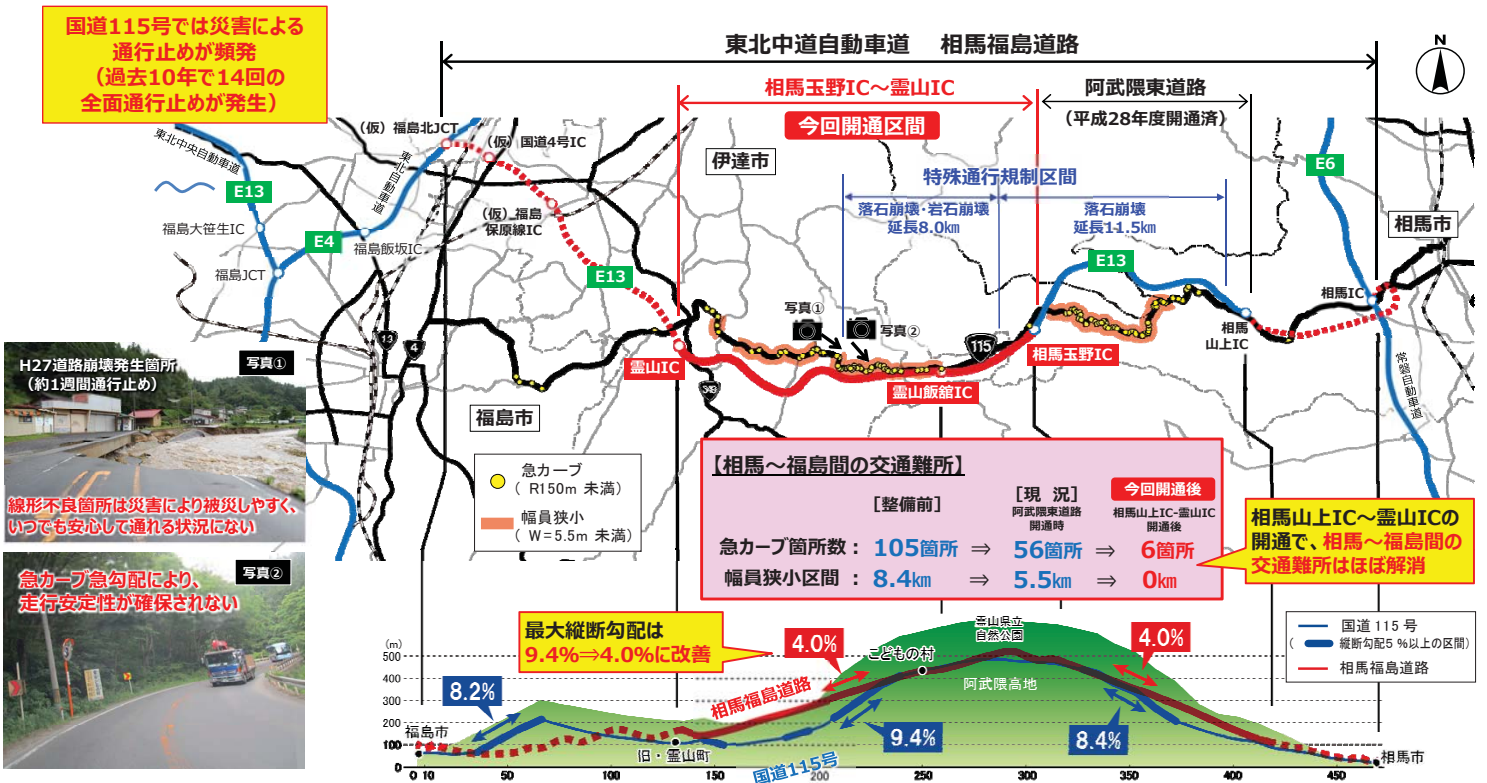 国道115号では災害による
通行止めが頻発
（過去10年で14回の
全面通行止めが発生）
東北中道自動車道　相馬福島道路
N
相馬玉野IC～霊山IC
今回開通区間
阿武隈東道路
（平成28年度開通済）
東北中央自動車道
（仮）福島北JCT
（仮）国道4号IC
東北自動車道
伊達市
特殊通行規制区間
落石崩壊・岩石崩壊
延長8.0km
落石崩壊
延長11.5km
E6
相馬市
E13
福島大笹生IC
E4
福島飯坂IC
福島JCT
（仮）福島
保原線IC
E13
E13
写真①
写真②
115
相馬玉野IC
相馬
山上IC
相馬IC
常磐自動車道
13
4
霊山IC
霊山飯舘IC
福島市
H27道路崩壊発生箇所
（約1週間通行止め）
写真①
線形不良箇所は災害により被災しやすく、
いつでも安心して通れる状況にない
急カーブ
（ R150m 未満）
幅員狭小
（ W=5.5m 未満）
【相馬～福島間の交通難所】
［整備前］
［現 況］
阿武隈東道路
開通時
今回開通後
相馬山上IC-霊山IC
開通後
急カーブ箇所数： 105箇所 ⇒ 56箇所 ⇒ 6箇所
幅員狭小区間 ： 8.4km ⇒ 5.5km ⇒ 0km
相馬山上IC～霊山ICの
開通で、相馬～福島間の
交通難所はほぼ解消
写真②
急カーブ急勾配により、
走行安定性が確保されない
最大縦断勾配は
9.4%⇒4.0%に改善
国道 115 号
（ 縦断勾配5 %以上の区間）
相馬福島道路
（m）
500
400
300
200
100
0
8.2%
4.0%
霊山県立
自然公園
こどもの村
阿武隈高地
4.0%
相馬福島道路
9.4%
8.4%
福島市
旧・霊山町
国道115号
相馬市
0 10 50 100 150 200 250 300 350 400 450